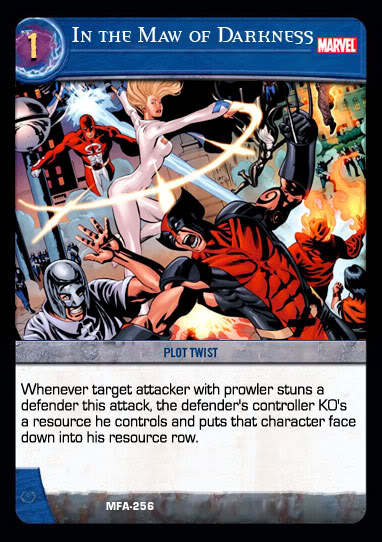 1
In the Maw of Darkness
MARVEL
PLOT TWIST
Whenever target attacker with prowler stuns a
defender this attack, the defender's controller KO's
a resource he controls and puts that character face
down into his resource row.
MFA-256